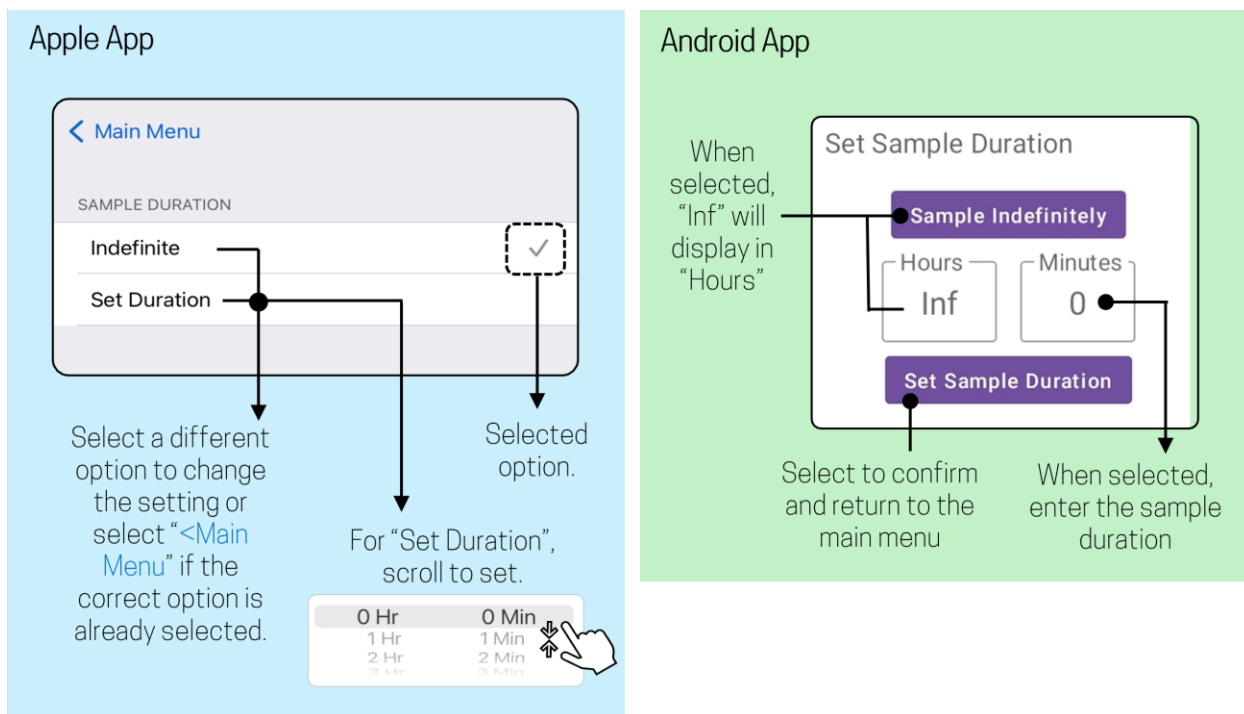 Apple App
Main Menu
SAMPLE DURATION
Indefinite
Set Duration
Select a different
option to change
the setting or
select “<Main
Menu” if the
correct option is
already selected.
Selected
option.
For “Set Duration”,
scroll to set.
0 Hr 0 Min
1 Hr 1 Min
2 Hr 2 Min
3 Hr 3 Min
Android App
When
selected,
“Inf” will
display in
“Hours”
Set Sample Duration
Sample Indefinitely
Hours Minutes
Inf 0
Set Sample Duration
Select to confirm
and return to the
main menu
When selected,
enter the sample
duration